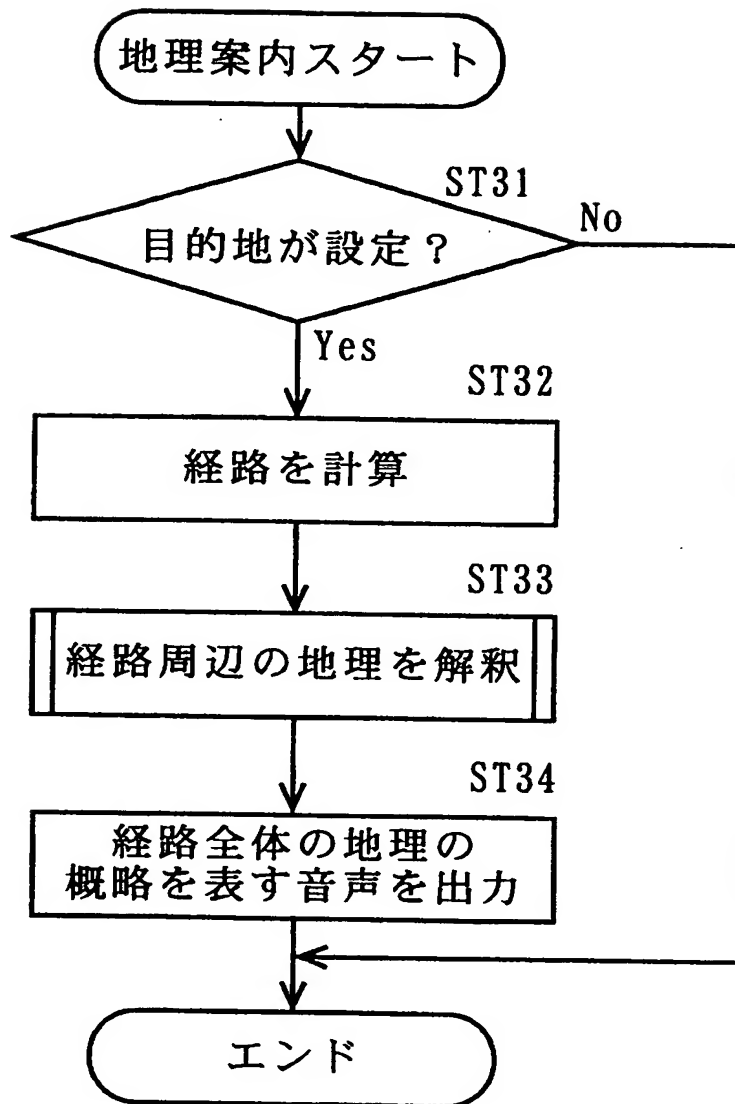 地理案内スタート
ST31
目的地が設定？
No
Yes
ST32
経路を計算
ST33
経路周辺の地理を解釈
ST34
経路全体の地理の
概略を表す音声を出力
エンド